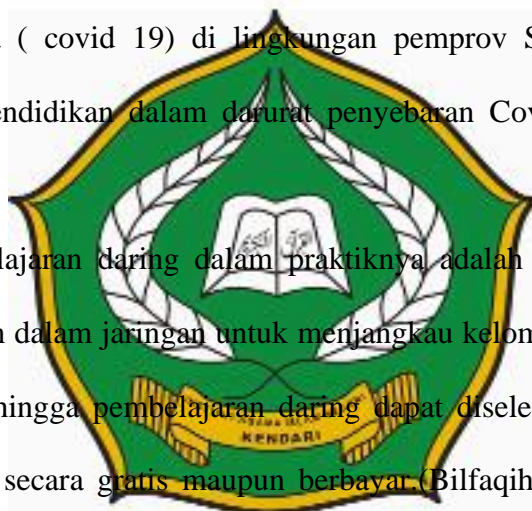 ( covid 19) di lingkungan pemprov S
endidikan dalam darurat penyebaran Cov
lajaran daring dalam praktiknya adalah
n dalam jaringan untuk menjangkau kelom
hingga pembelajaran daring dapat disele
KENDARI
secara gratis maupun berbayar.(Bilfaqih